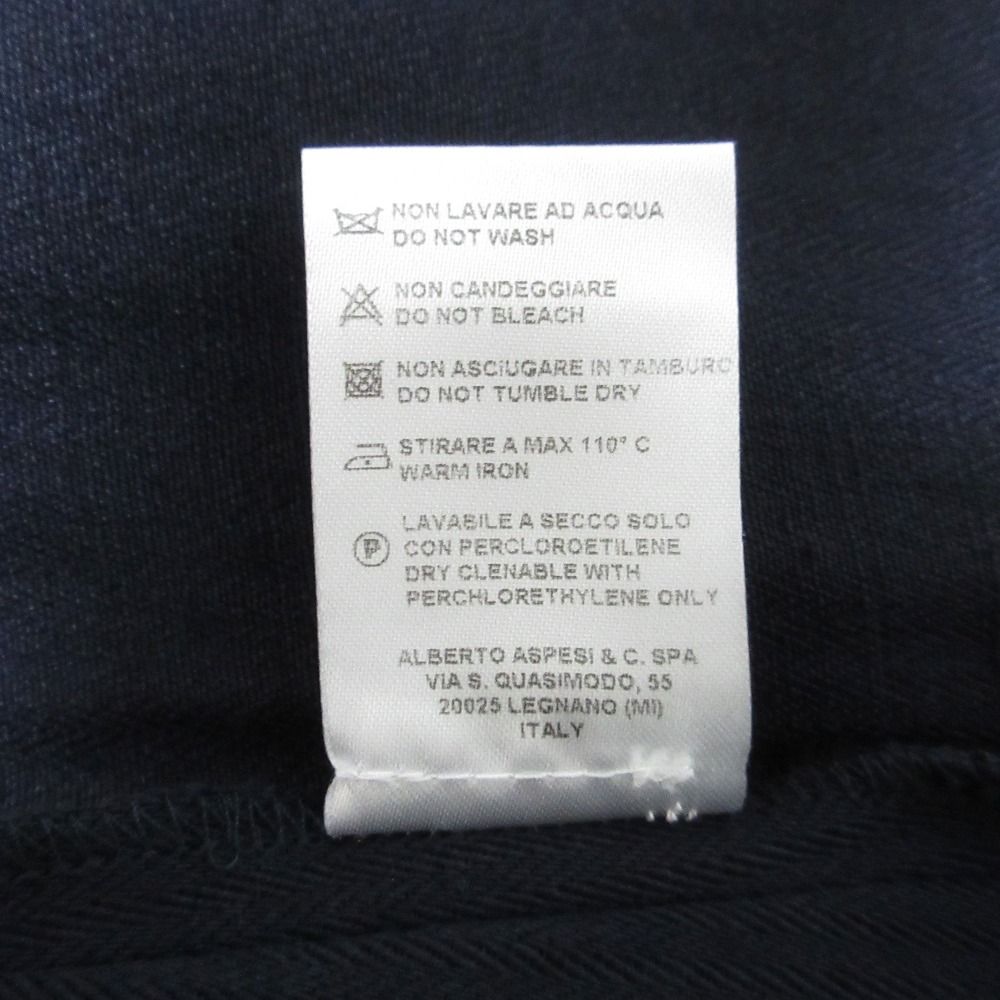 NON LAVARE AD ACQUA
DO NOT WASH
NON CANDEGGIARE
DO NOT BLEACH
NON ASCIUGARE IN TAMBURO
DO NOT TUMBLE DRY
STIRARE A MAX 110° C
WARM IRON
P
LAVABILE A SECCO SOLO
CON PERCLOROETILENE
DRY CLENABLE WITH
PERCHLORETHYLENE ONLY
ALBERTO ASPESI & C. SPA
VIA S. QUASIMODO, 55
20025 LEGNANO (MI)
ITALY